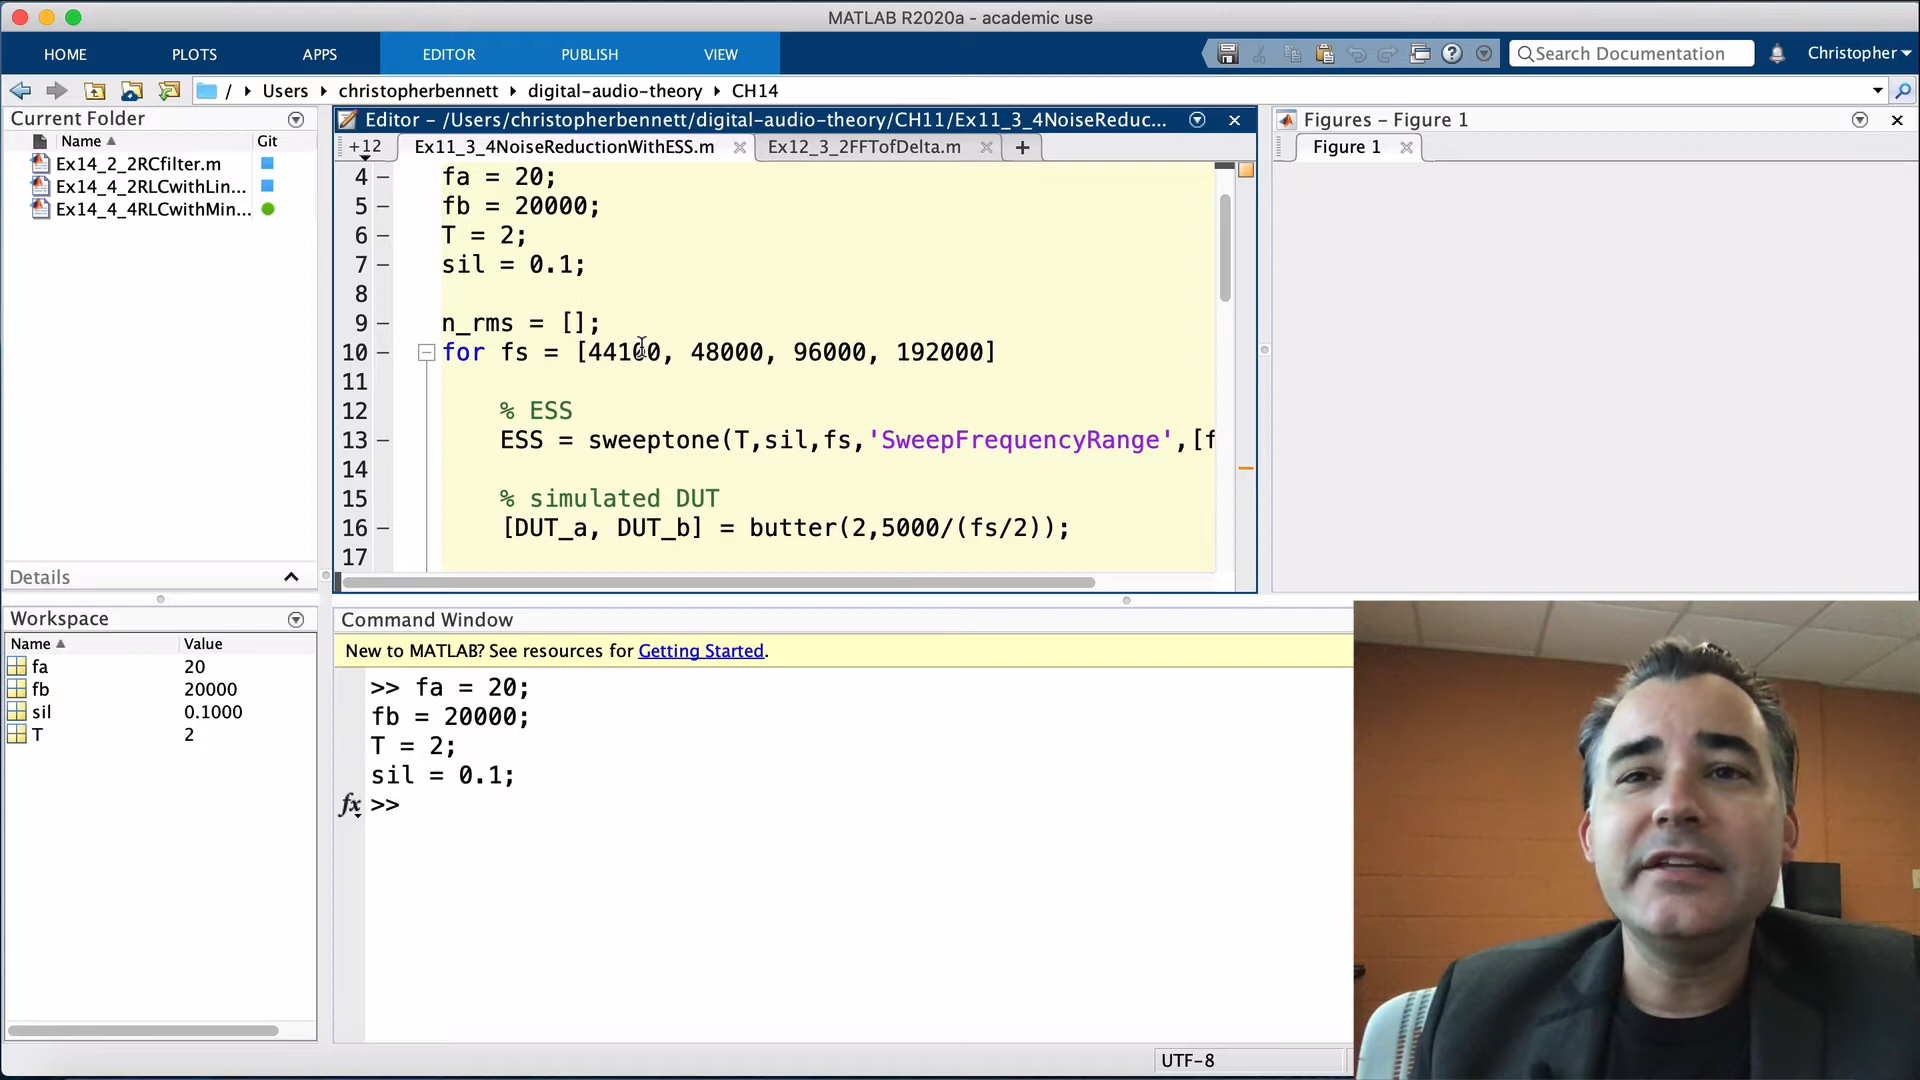 MATLAB R2020a - academic use
HOME PLOTS APPS EDITOR PUBLISH VIEW Search Documentation Christopher
/ Users christopherbennett digital-audio-theory CH14
Current Folder
Name Git
Ex14_2_2RCfilter.m
Ex14_4_2RLCwithLin...
Ex14_4_4RLCwithMin...
Details
Workspace
Name Value
fa 20
fb 20000
sil 0.1000
T 2
Editor - /Users/christopherbennett/digital-audio-theory/CH11/Ex11_3_4NoiseReduc...
+12 Ex11_3_4NoiseReductionWithESS.m Ex12_3_2FFTofDelta.m +
4 – fa = 20;
5 – fb = 20000;
6 – T = 2;
7 – sil = 0.1;
8
9 – n_rms = [];
10 – for fs = [44100, 48000, 96000, 192000]
11
12 % ESS
13 – ESS = sweeptone(T,sil,fs,'SweepFrequencyRange',[f
14
15 % simulated DUT
16 – [DUT_a, DUT_b] = butter(2,5000/(fs/2));
17
Figures - Figure 1
Figure 1
Command Window
New to MATLAB? See resources for Getting Started.
>> fa = 20;
fb = 20000;
T = 2;
sil = 0.1;
fx >>
UTF-8